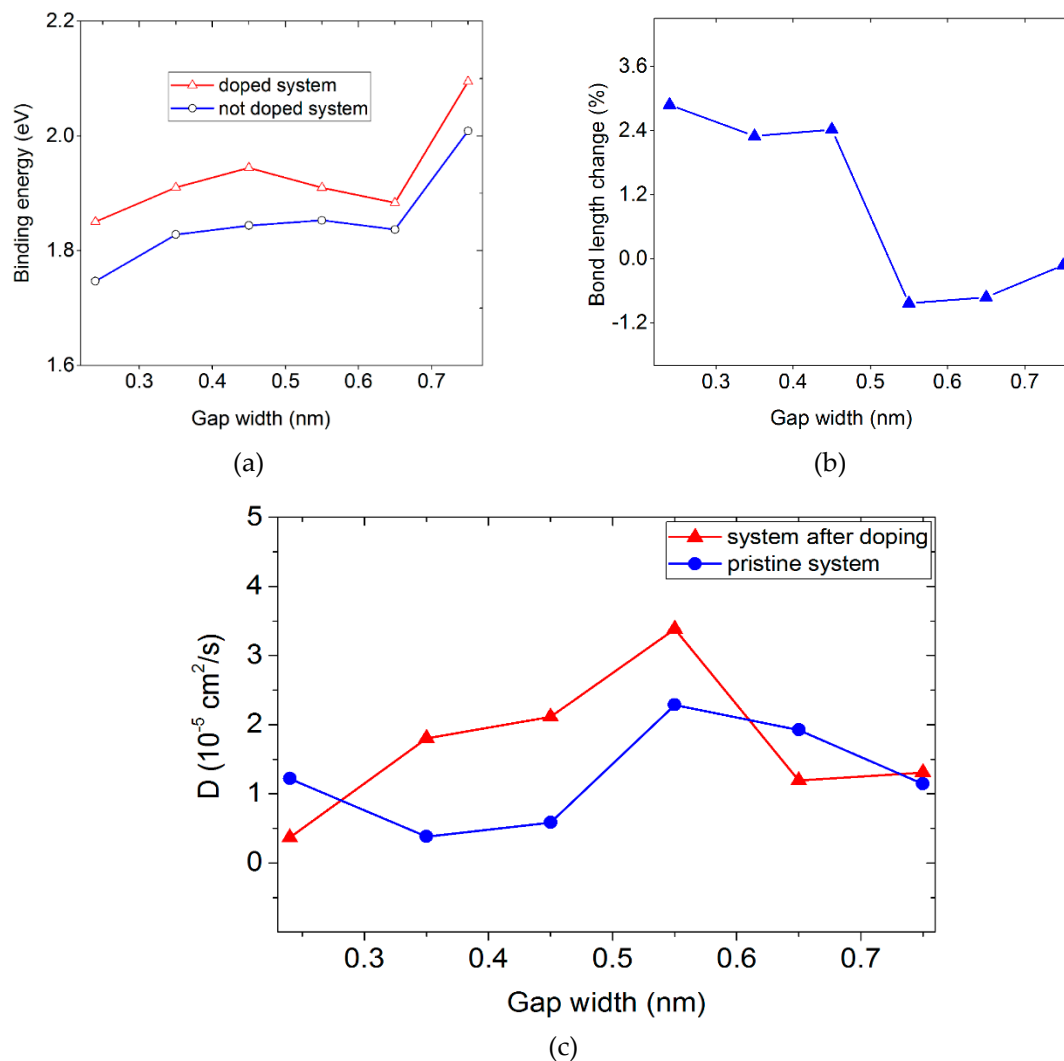 2.2
2.0
1.8
1.6
Binding energy (eV)
doped system
not doped system
0.3 0.4 0.5 0.6 0.7
Gap width (nm)
(a)
3.6
2.4
1.2
0.0
-1.2
Bond length change (%)
0.3 0.4 0.5 0.6 0.7
Gap width (nm)
(b)
5
4
3
2
1
0
D (10⁻⁵ cm²/s)
system after doping
pristine system
0.3 0.4 0.5 0.6 0.7
Gap width (nm)
(c)